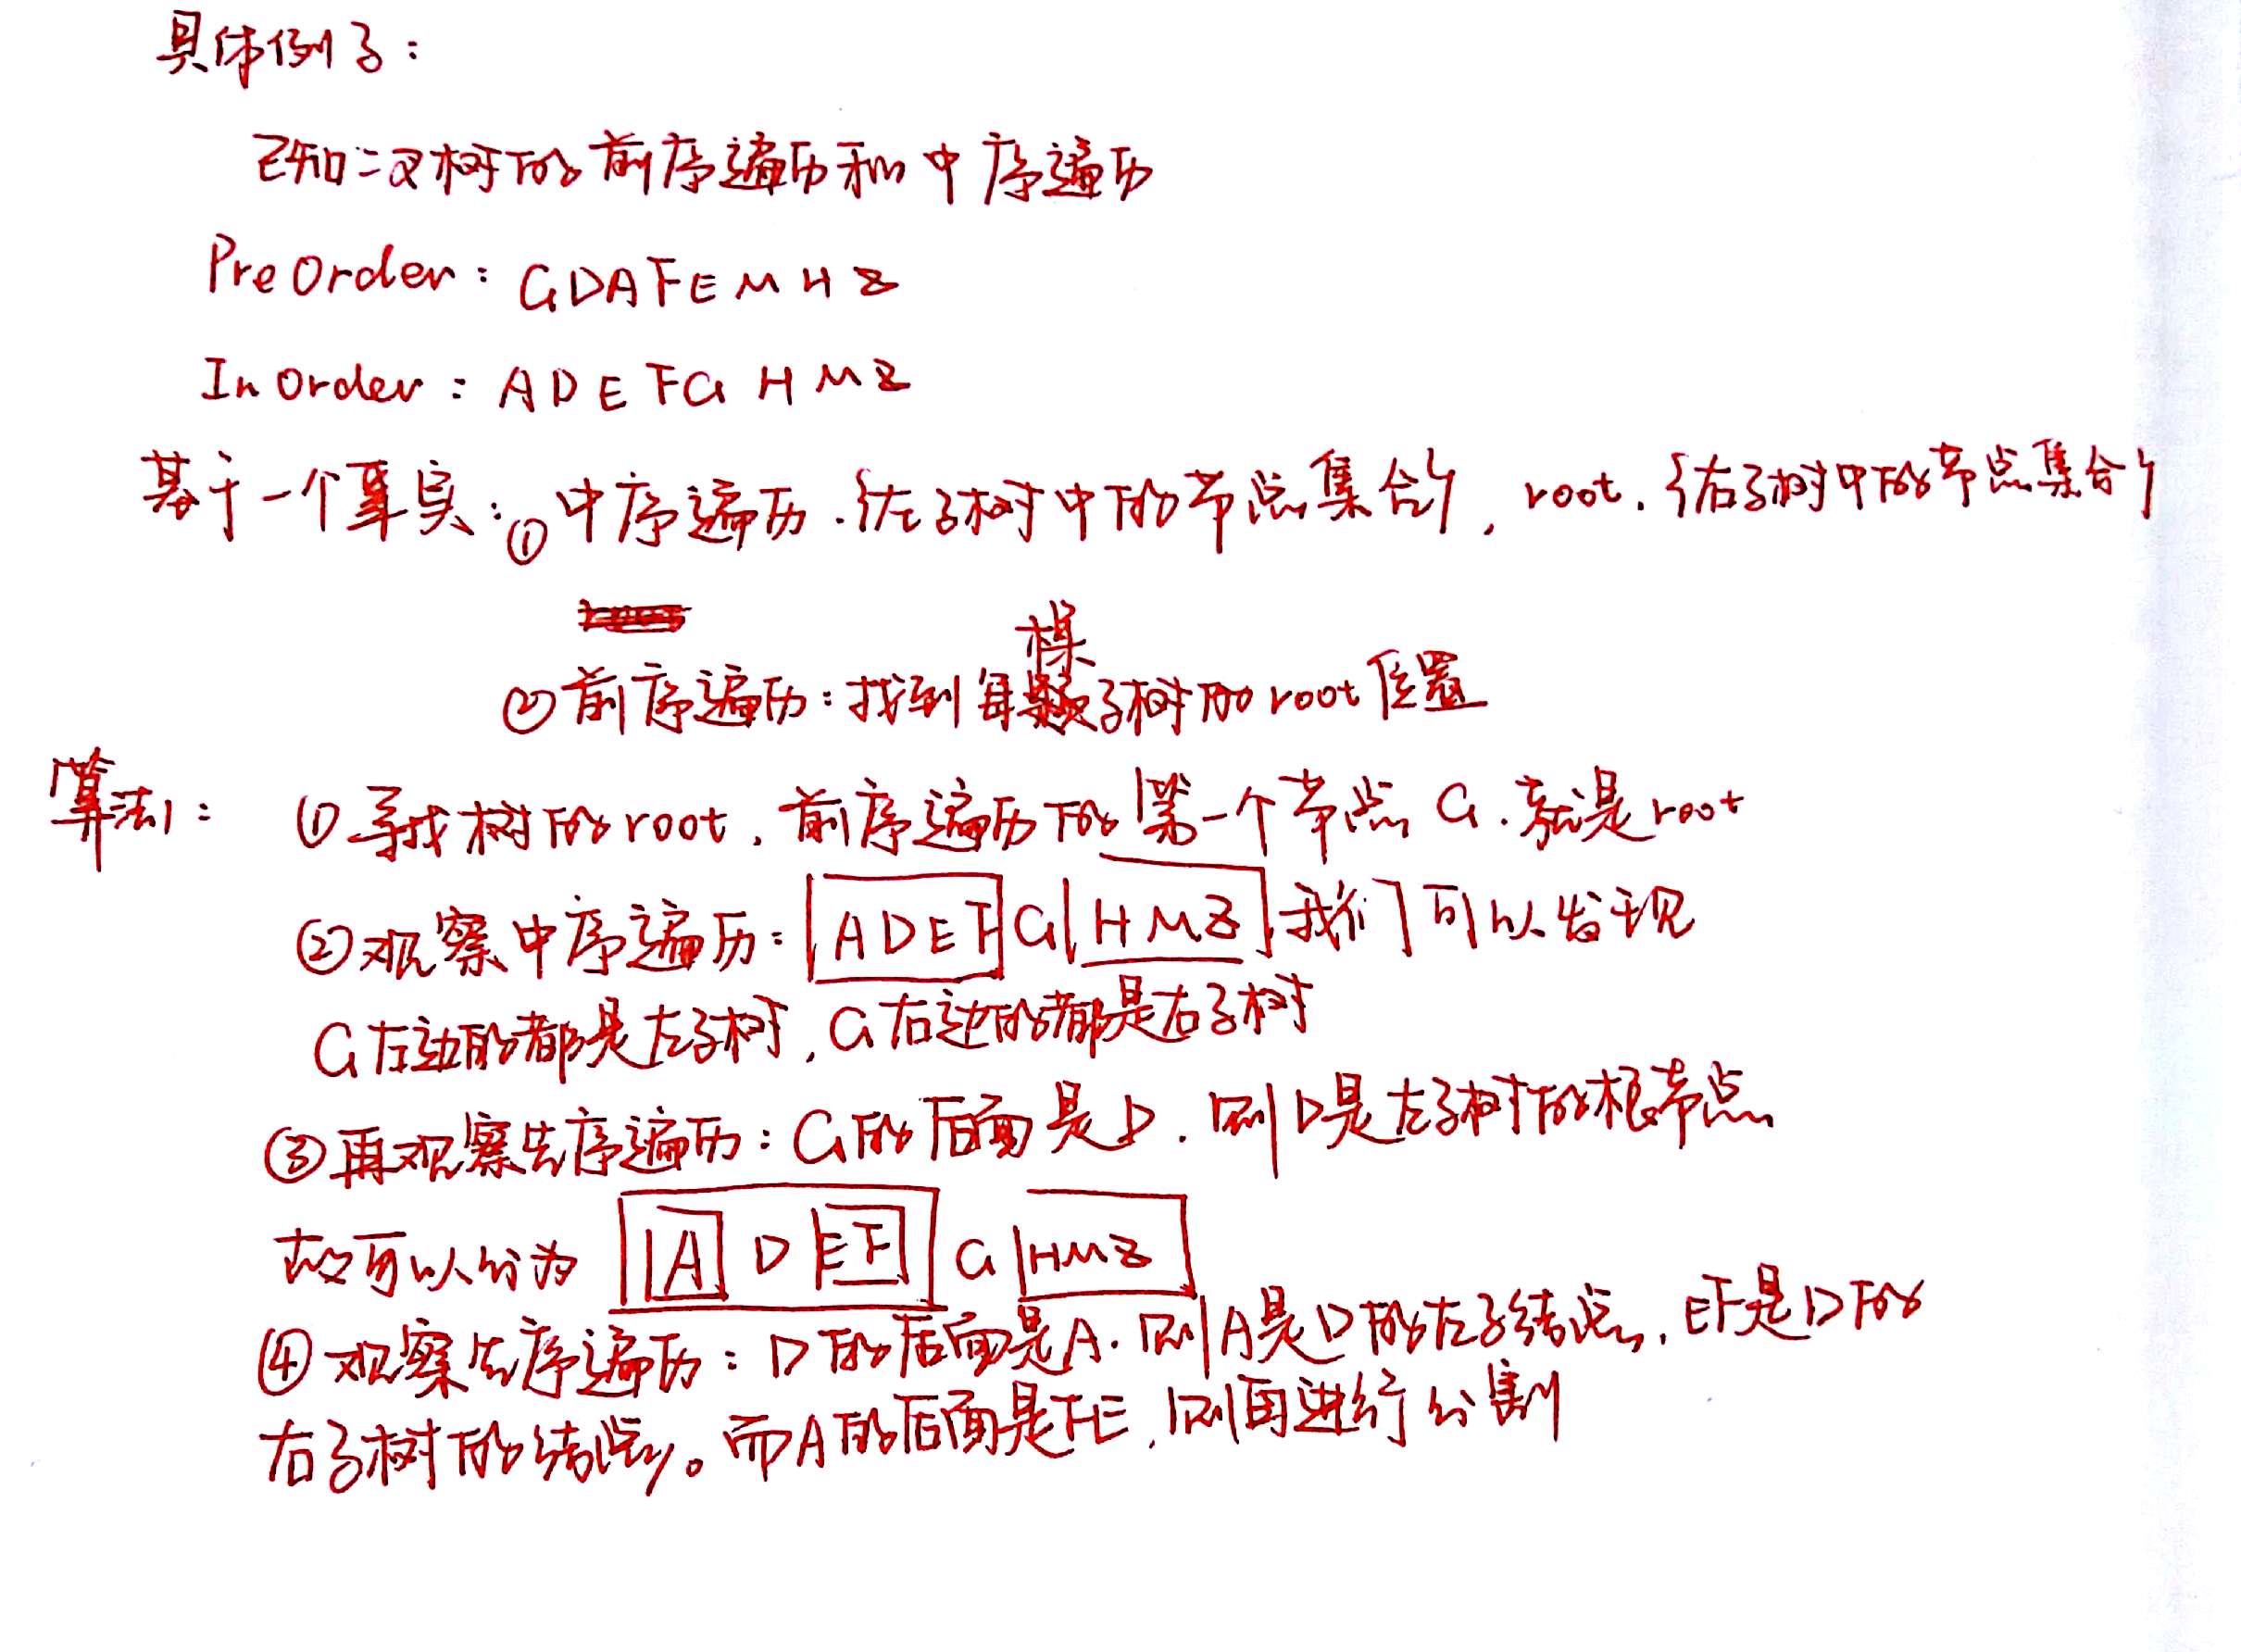 具体例子：
已知二叉树的前序遍历和中序遍历
PreOrder：GDAFEMHZ
InOrder：ADEFGHMZ
基于一个事实：①中序遍历.{左子树中的节点集合}，root.{右子树中的节点集合}
②前序遍历：找到每棵子树的root位置
算法：①寻找树的root，前序遍历的第一个节点G.就是root
②观察中序遍历：ADEF G HMZ 我们可以发现
G左边的都是左子树，G右边的都是右子树
③再观察先序遍历：G的后面是D．则D是左子树的根节点
故可以分为 A D EF G HMZ
④观察先序遍历：D的后面是A．则A是D的左子结点，EF是D的
右子树的结点。而A的后面是FE，则再进行分割